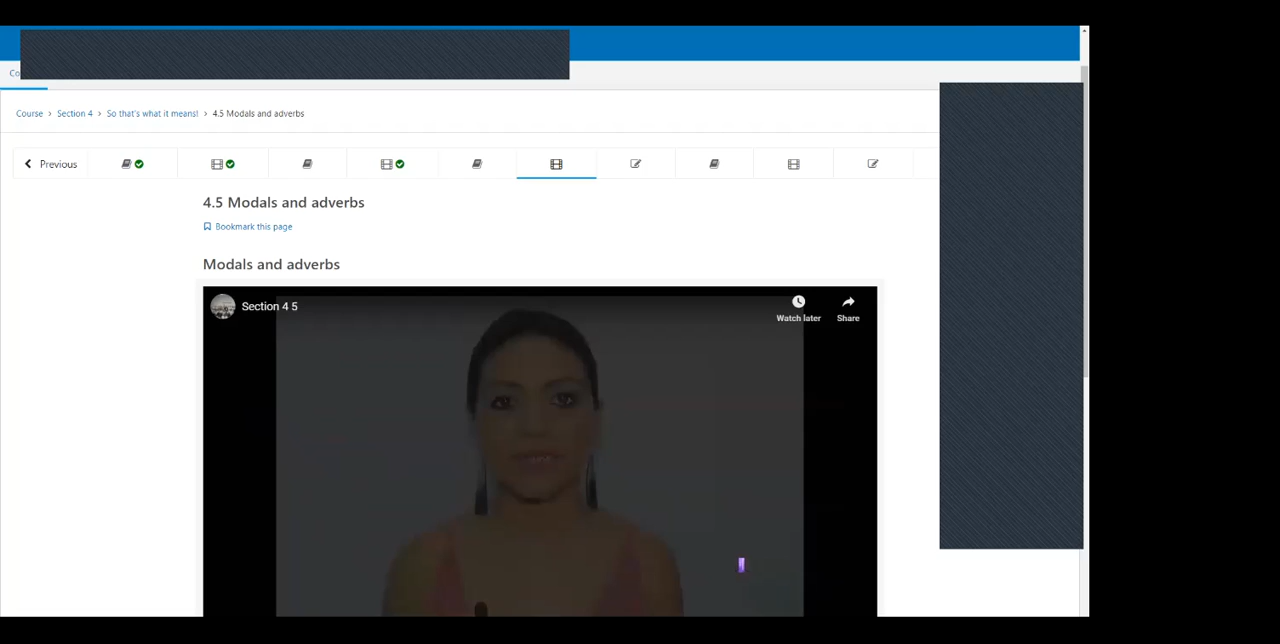 Co
Course > Section 4 > So that's what it means! > 4.5 Modals and adverbs
Previous
4.5 Modals and adverbs
Bookmark this page
Modals and adverbs
Section 4 5
Watch later
Share